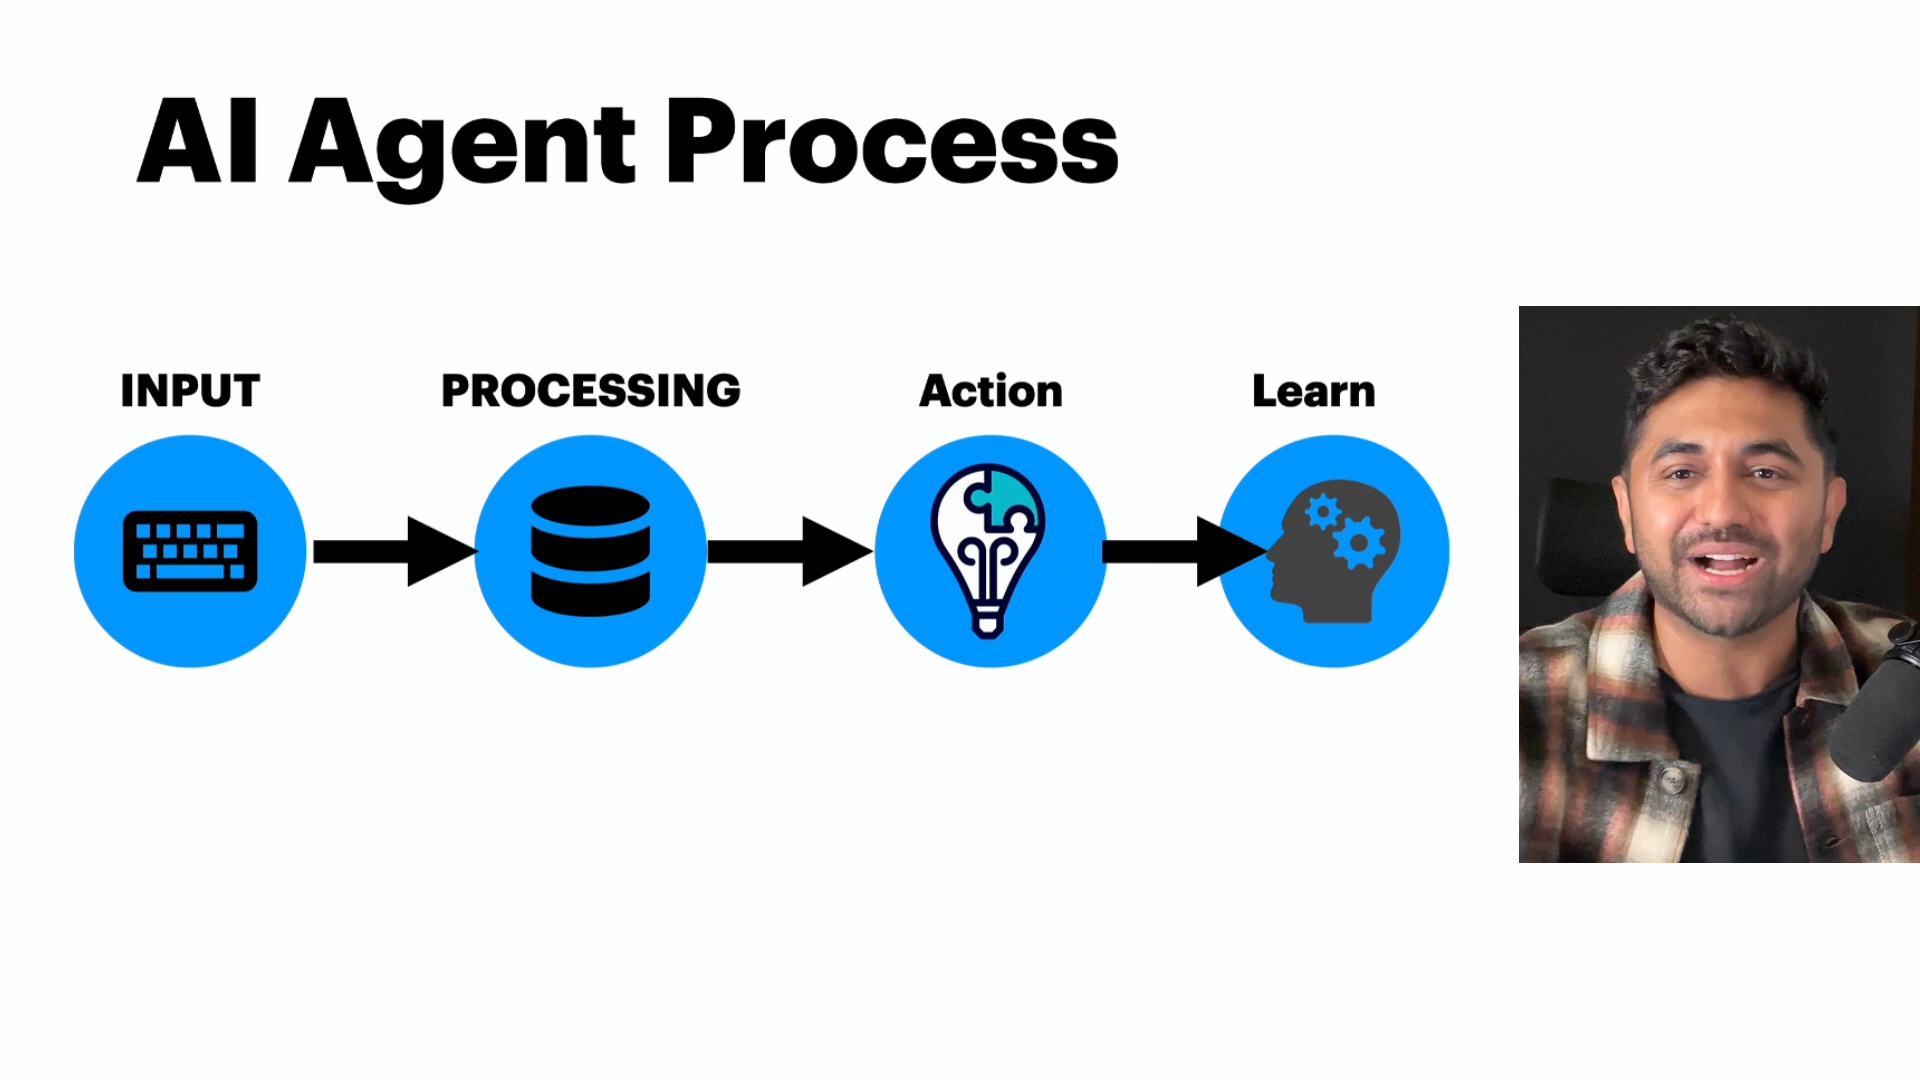 AI Agent Process
INPUT
PROCESSING
Action
Learn